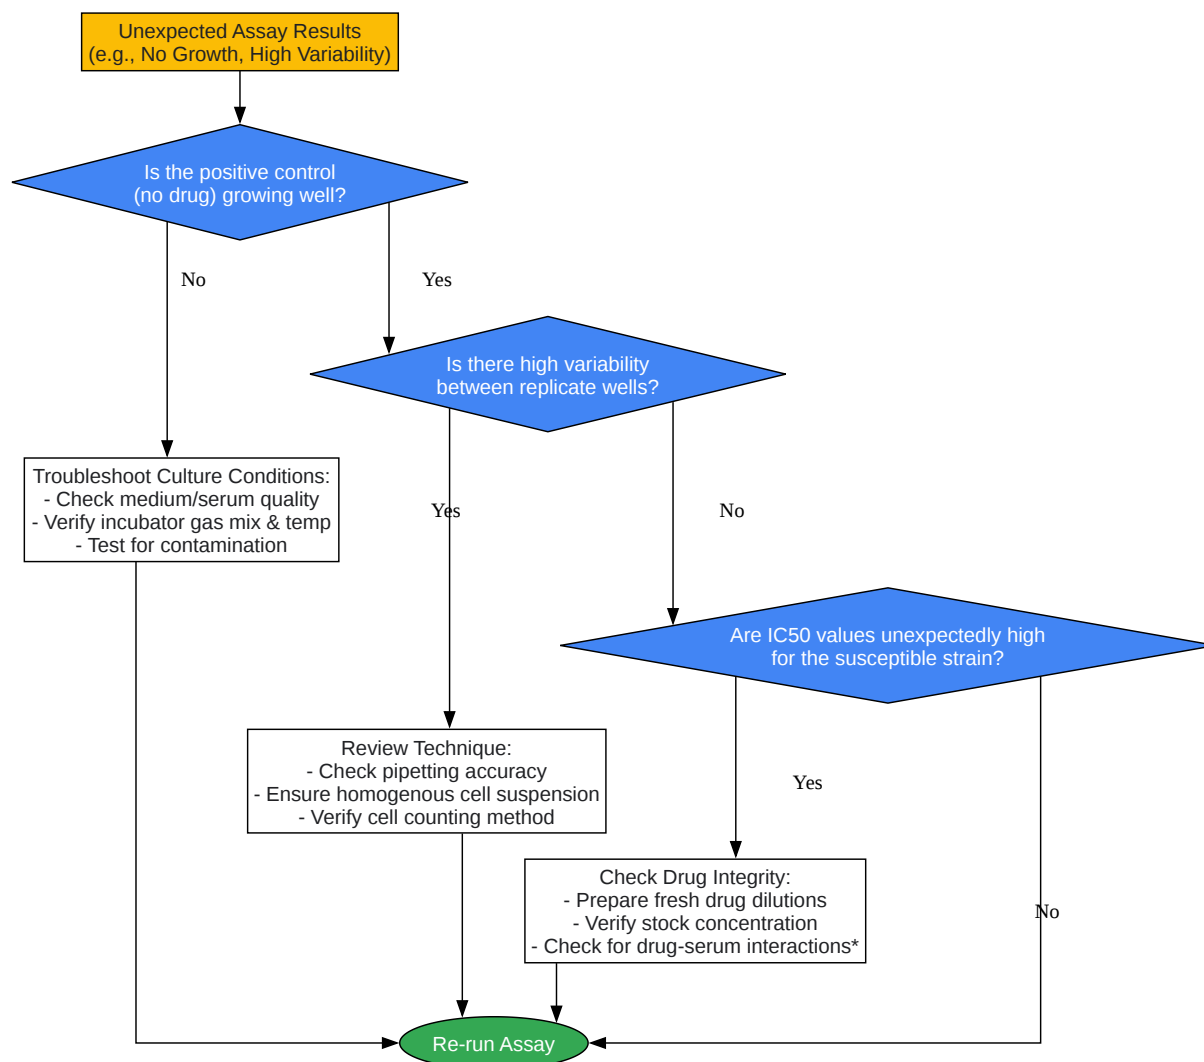 Unexpected Assay Results
(e.g., No Growth, High Variability)
Is the positive control
(no drug) growing well?
No
Yes
Is there high variability
between replicate wells?
Troubleshoot Culture Conditions:
- Check medium/serum quality
- Verify incubator gas mix & temp
- Test for contamination
Yes
No
Are IC50 values unexpectedly high
for the susceptible strain?
Review Technique:
- Check pipetting accuracy
- Ensure homogenous cell suspension
- Verify cell counting method
Yes
Check Drug Integrity:
- Prepare fresh drug dilutions
- Verify stock concentration
- Check for drug-serum interactions*
No
Re-run Assay